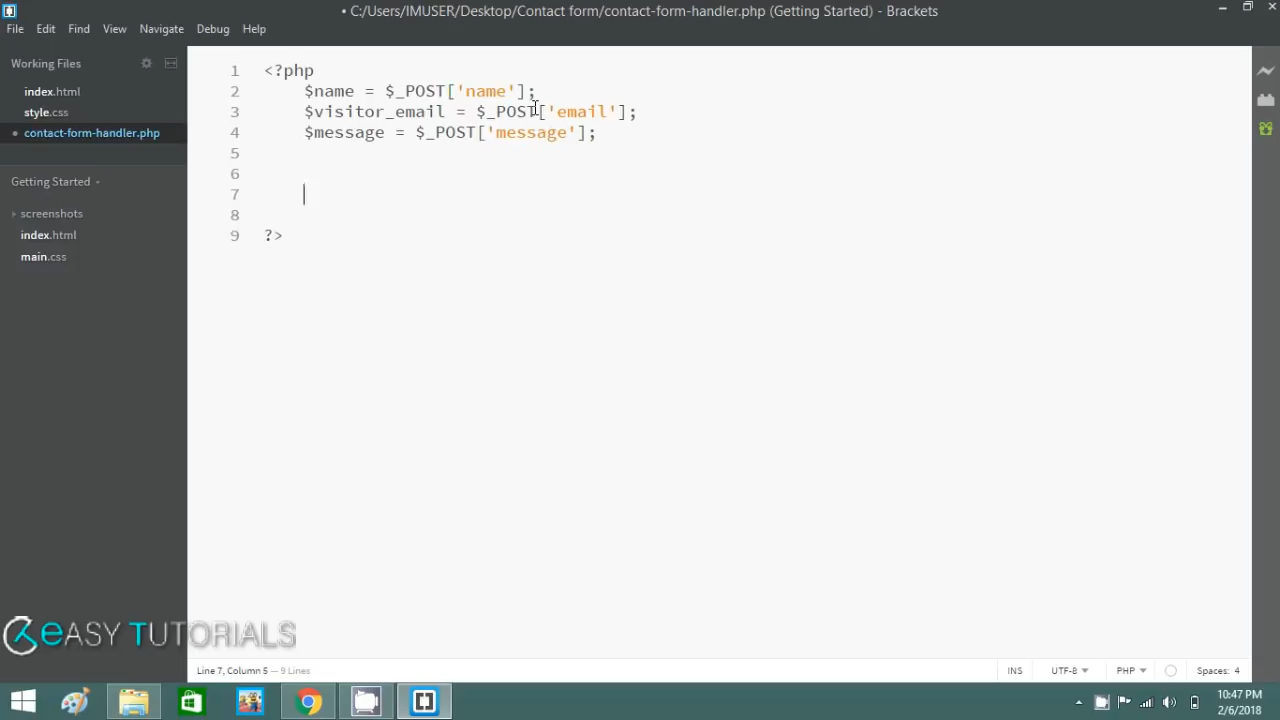 • C:/Users/IMUSER/Desktop/Contact form/contact-form-handler.php (Getting Started) - Brackets
File Edit Find View Navigate Debug Help
Working Files
index.html
style.css
• contact-form-handler.php
Getting Started
screenshots
index.html
main.css
1 <?php
2 $name = $_POST['name'];
3 $visitor_email = $_POST['email'];
4 $message = $_POST['message'];
5
6
7
8
9 ?>
eASY TUTORIALS
Line 7, Column 5 — 9 Lines
INS UTF-8 PHP Spaces: 4
10:47 PM
2/6/2018